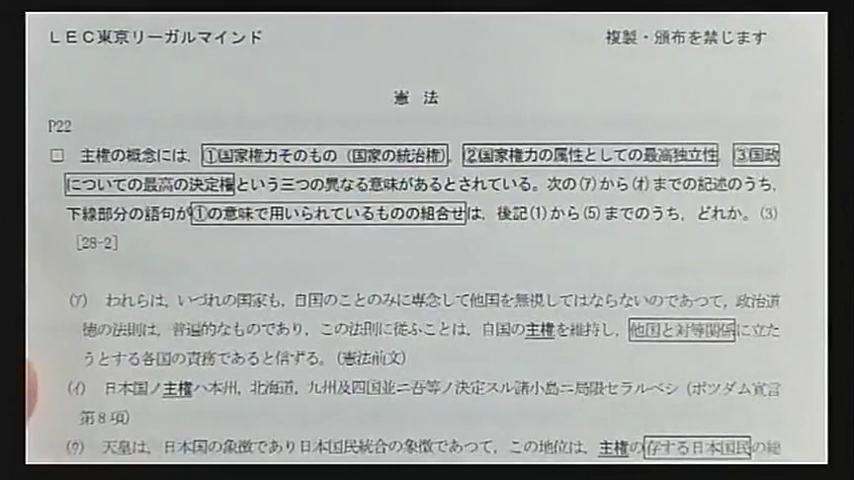 LEC東京リーガルマインド
複製・頒布を禁じます
憲 法
P22
□ 主権の概念には，①国家権力そのもの（国家の統治権），②国家権力の属性としての最高独立性，③国政
についての最高の決定権という三つの異なる意味があるとされている。次の(ｱ)から(ｵ)までの記述のうち，
下線部分の語句が①の意味で用いられているものの組合せは，後記(1)から(5)までのうち，どれか。(3)
[28-2]
(ｱ) われらは，いづれの国家も，自国のことのみに専念して他国を無視してはならないのであつて，政治道
徳の法則は，普遍的なものであり，この法則に従ふことは，自国の主権を維持し，他国と対等関係に立た
うとする各国の責務であると信ずる。（憲法前文）
(ｲ) 日本国ノ主権ハ本州，北海道，九州及四国並ニ吾等ノ決定スル諸小島ニ局限セラルベシ（ポツダム宣言
第８項）
(ｳ) 天皇は，日本国の象徴であり日本国民統合の象徴であつて，この地位は，主権の存する日本国民の総